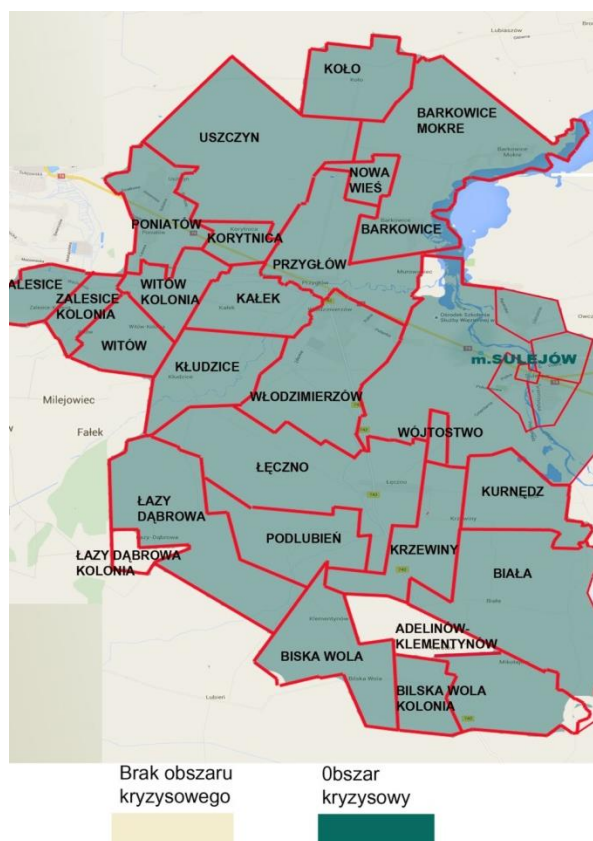 KOŁO
BARKOWICE
MOKRE
USZCZYN
NOWA
WIEŚ
PONIATÓW
KORYTNICA
BARKOWICE
PRZYGŁÓW
ALESICE
ZALESICE
KOLONIA
WITÓW
KOLONIA
KAŁEK
WITÓW
m.SULEJÓW
KŁUDZICE
WŁODZIMIERZÓW
Milejowiec
Fałek
WÓJTOSTWO
ŁĘCZNO
KURNĘDZ
ŁAZY
DĄBROWA
PODLUBIEŃ
KRZEWINY
ŁAZY DĄBROWA
KOLONIA
BIAŁA
ADELINÓW-
KLEMENTYNÓW
BISKA WOLA
BILSKA WOLA
KOLONIA
Lubień
Brak obszaru
kryzysowego
0bszar
kryzysowy